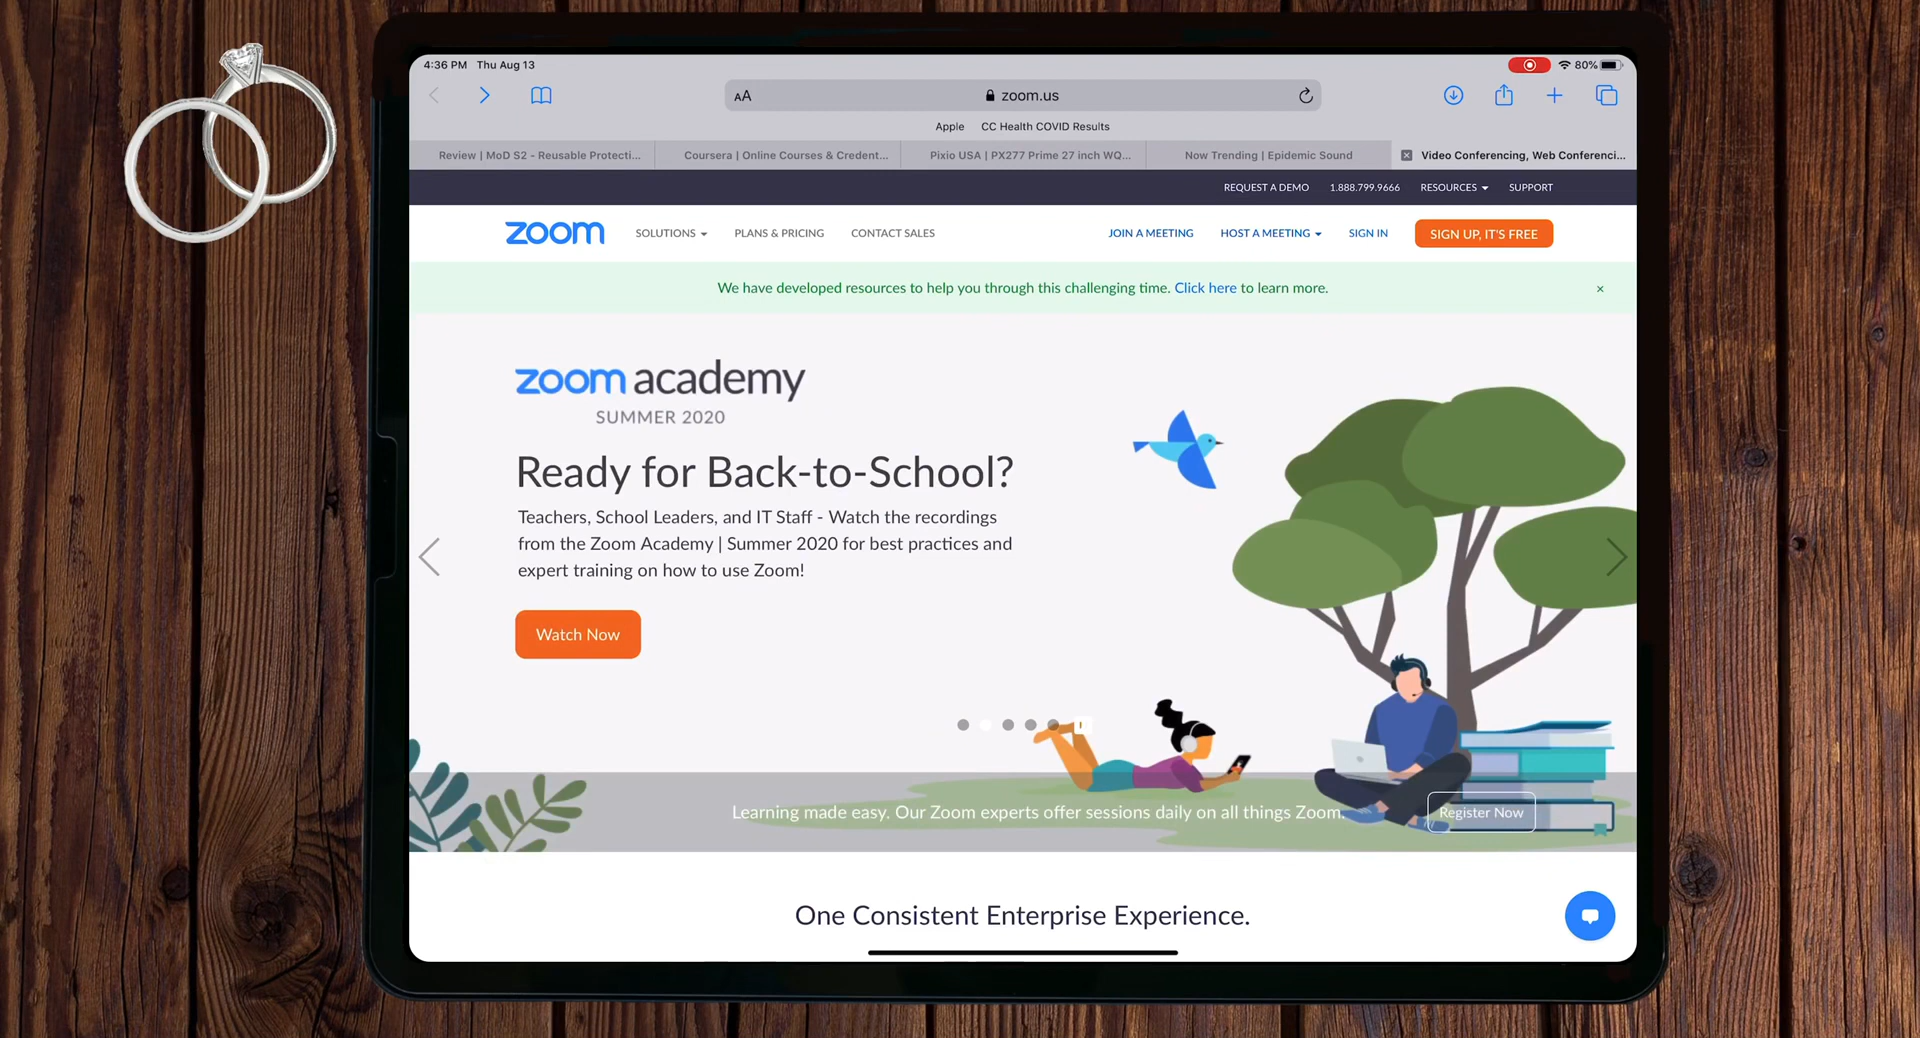 4:36 PM Thu Aug 13
80%
AA
zoom.us
Apple CC Health COVID Results
Review | MoD S2 - Reusable Protecti...
Coursera | Online Courses & Credent...
Pixio USA | PX277 Prime 27 inch WQ...
Now Trending | Epidemic Sound
Video Conferencing, Web Conferenci...
REQUEST A DEMO 1.888.799.9666 RESOURCES SUPPORT
zoom SOLUTIONS PLANS & PRICING CONTACT SALES JOIN A MEETING HOST A MEETING SIGN IN SIGN UP, IT'S FREE
We have developed resources to help you through this challenging time. Click here to learn more.
zoom academy
SUMMER 2020
Ready for Back-to-School?
Teachers, School Leaders, and IT Staff - Watch the recordings
from the Zoom Academy | Summer 2020 for best practices and
expert training on how to use Zoom!
Watch Now
Learning made easy. Our Zoom experts offer sessions daily on all things Zoom.
Register Now
One Consistent Enterprise Experience.